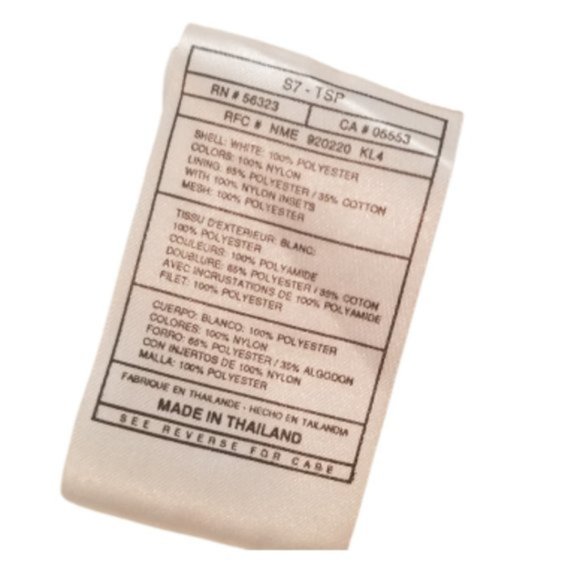 S7 - TSP
RN # 56323
CA # 05553
RFC # NME 920220 KL4
SHELL: WHITE: 100% POLYESTER
COLORS: 100% NYLON
LINING: 65% POLYESTER / 35% COTTON
WITH 100% NYLON INSETS
MESH: 100% POLYESTER
TISSU D'EXTERIEUR: BLANC:
100% POLYESTER
COULEURS: 100% POLYAMIDE
DOUBLURE: 65% POLYESTER / 35% COTON
AVEC INCRUSTATIONS DE 100% POLYAMIDE
FILET: 100% POLYESTER
CUERPO: BLANCO: 100% POLYESTER
COLORES: 100% NYLON
FORRO: 65% POLYESTER / 35% ALGODON
CON INJERTOS DE 100% NYLON
MALLA: 100% POLYESTER
FABRIQUE EN THAILANDE - HECHO EN TAILANDIA
MADE IN THAILAND
SEE REVERSE FOR CARE